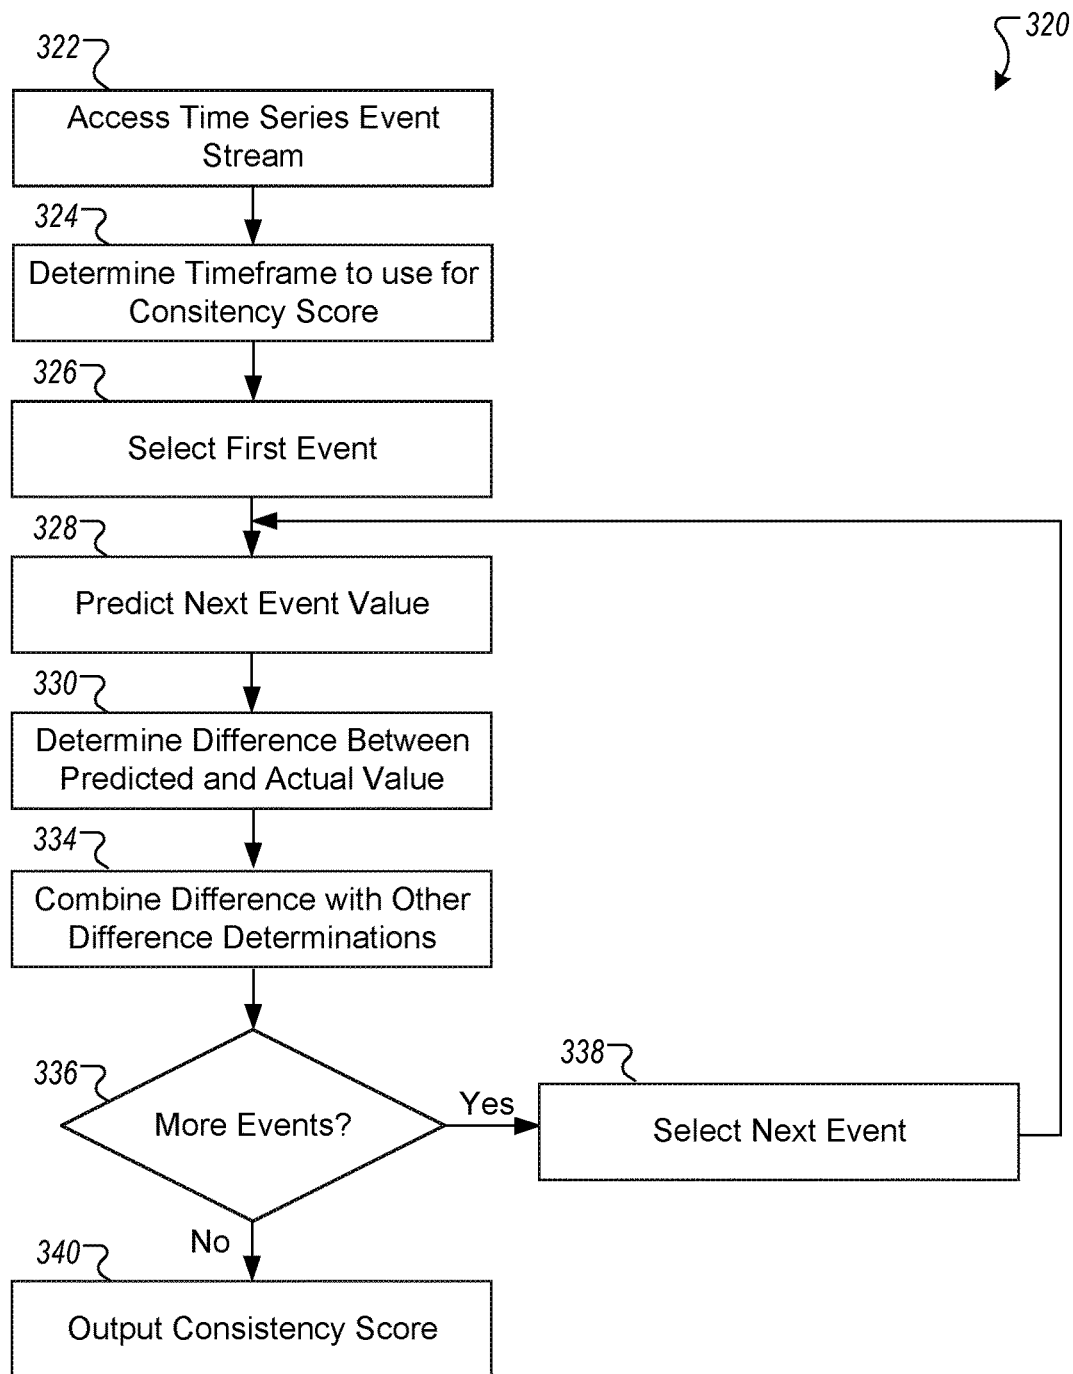 320
322
Access Time Series Event
Stream
324
Determine Timeframe to use for
Consitency Score
326
Select First Event
328
Predict Next Event Value
330
Determine Difference Between
Predicted and Actual Value
334
Combine Difference with Other
Difference Determinations
336
More Events?
Yes
338
Select Next Event
No
340
Output Consistency Score